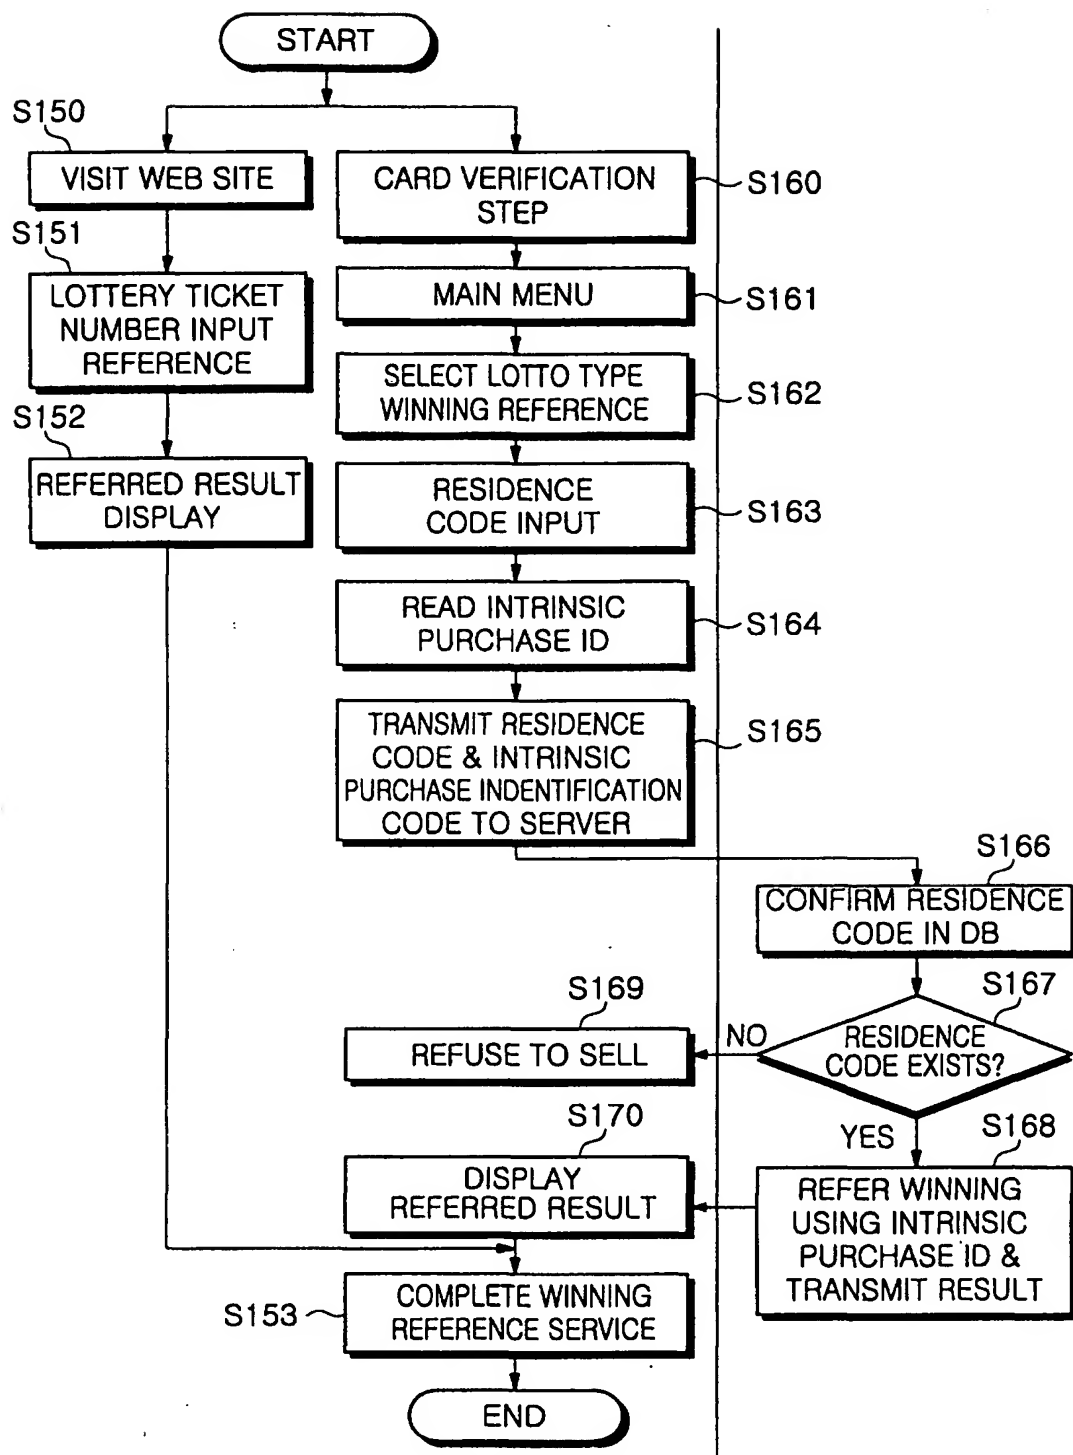 START
S150
VISIT WEB SITE
S151
LOTTERY TICKET
NUMBER INPUT
REFERENCE
S152
REFERRED RESULT
DISPLAY
CARD VERIFICATION
STEP
S160
MAIN MENU
S161
SELECT LOTTO TYPE
WINNING REFERENCE
S162
RESIDENCE
CODE INPUT
S163
READ INTRINSIC
PURCHASE ID
S164
TRANSMIT RESIDENCE
CODE & INTRINSIC
PURCHASE INDENTIFICATION
CODE TO SERVER
S165
S166
CONFIRM RESIDENCE
CODE IN DB
S167
RESIDENCE
CODE EXISTS?
NO
S169
REFUSE TO SELL
YES
S168
REFER WINNING
USING INTRINSIC
PURCHASE ID &
TRANSMIT RESULT
S170
DISPLAY
REFERRED RESULT
S153
COMPLETE WINNING
REFERENCE SERVICE
END